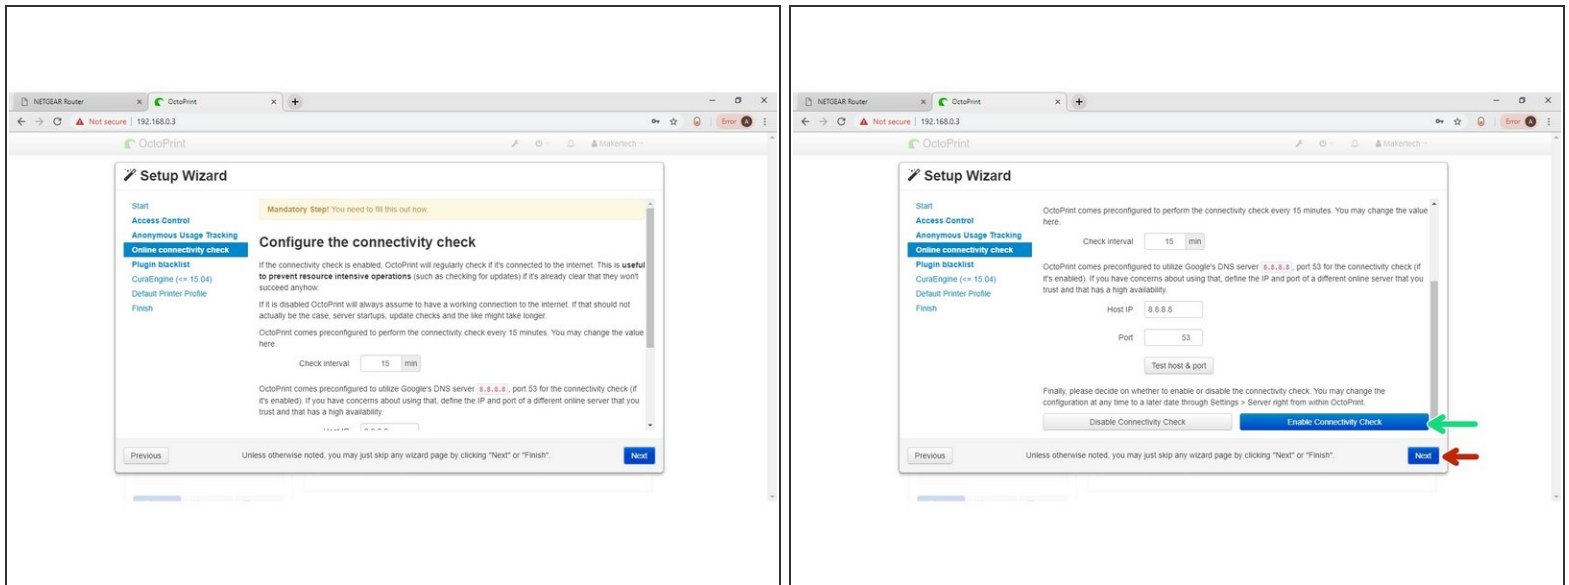 NETGEAR Router
OctoPrint
Not secure | 192.168.0.3
Error A
OctoPrint
Makertech
Setup Wizard
Start
Access Control
Anonymous Usage Tracking
Online connectivity check
Plugin blacklist
CuraEngine (<= 15.04)
Default Printer Profile
Finish
Mandatory Step! You need to fill this out now.
Configure the connectivity check
If the connectivity check is enabled, OctoPrint will regularly check if it's connected to the internet. This is useful
to prevent resource intensive operations (such as checking for updates) if it's already clear that they won't
succeed anyhow.
If it is disabled OctoPrint will always assume to have a working connection to the internet. If that should not
actually be the case, server startups, update checks and the like might take longer.
OctoPrint comes preconfigured to perform the connectivity check every 15 minutes. You may change the value
here.
Check interval 15 min
OctoPrint comes preconfigured to utilize Google's DNS server 8.8.8.8, port 53 for the connectivity check (if
it's enabled). If you have concerns about using that, define the IP and port of a different online server that you
trust and that has a high availability.
Host IP 8.8.8.8
Previous
Unless otherwise noted, you may just skip any wizard page by clicking "Next" or "Finish".
Next
NETGEAR Router
OctoPrint
Not secure | 192.168.0.3
Error A
OctoPrint
Makertech
Setup Wizard
Start
Access Control
Anonymous Usage Tracking
Online connectivity check
Plugin blacklist
CuraEngine (<= 15.04)
Default Printer Profile
Finish
OctoPrint comes preconfigured to perform the connectivity check every 15 minutes. You may change the value
here.
Check interval 15 min
OctoPrint comes preconfigured to utilize Google's DNS server 8.8.8.8, port 53 for the connectivity check (if
it's enabled). If you have concerns about using that, define the IP and port of a different online server that you
trust and that has a high availability.
Host IP 8.8.8.8
Port 53
Test host & port
Finally, please decide on whether to enable or disable the connectivity check. You may change the
configuration at any time to a later date through Settings > Server right from within OctoPrint.
Disable Connectivity Check
Enable Connectivity Check
Previous
Unless otherwise noted, you may just skip any wizard page by clicking "Next" or "Finish".
Next